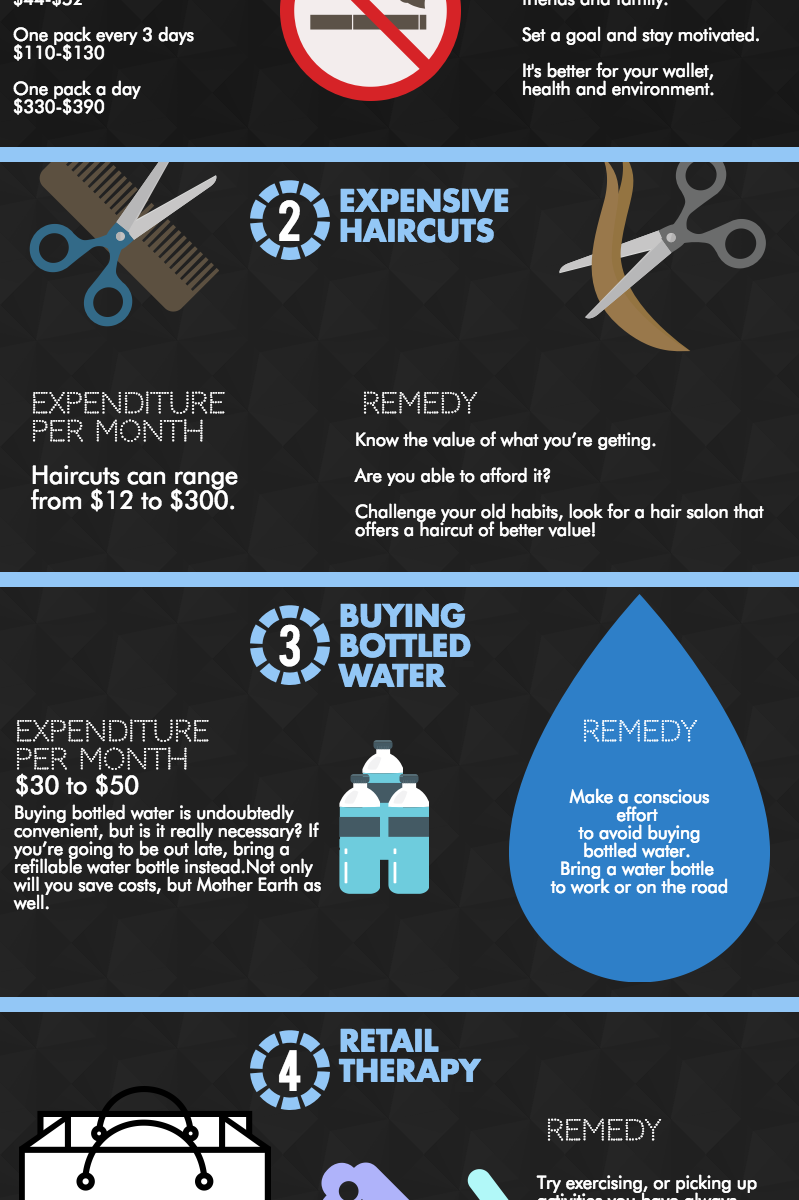 $44-$52
One pack every 3 days
$110-$130
One pack a day
$330-$390
friends and family.
Set a goal and stay motivated.
It's better for your wallet,
health and environment.
2
EXPENSIVE
HAIRCUTS
EXPENDITURE
PER MONTH
Haircuts can range
from $12 to $300.
REMEDY
Know the value of what you're getting.
Are you able to afford it?
Challenge your old habits, look for a hair salon that
offers a haircut of better value!
3
BUYING
BOTTLED
WATER
EXPENDITURE
PER MONTH
$30 to $50
Buying bottled water is undoubtedly
convenient, but is it really necessary? If
you're going to be out late, bring a
refillable water bottle instead.Not only
will you save costs, but Mother Earth as
well.
REMEDY
Make a conscious
effort
to avoid buying
bottled water.
Bring a water bottle
to work or on the road
4
RETAIL
THERAPY
REMEDY
Try exercising, or picking up
activities you have always